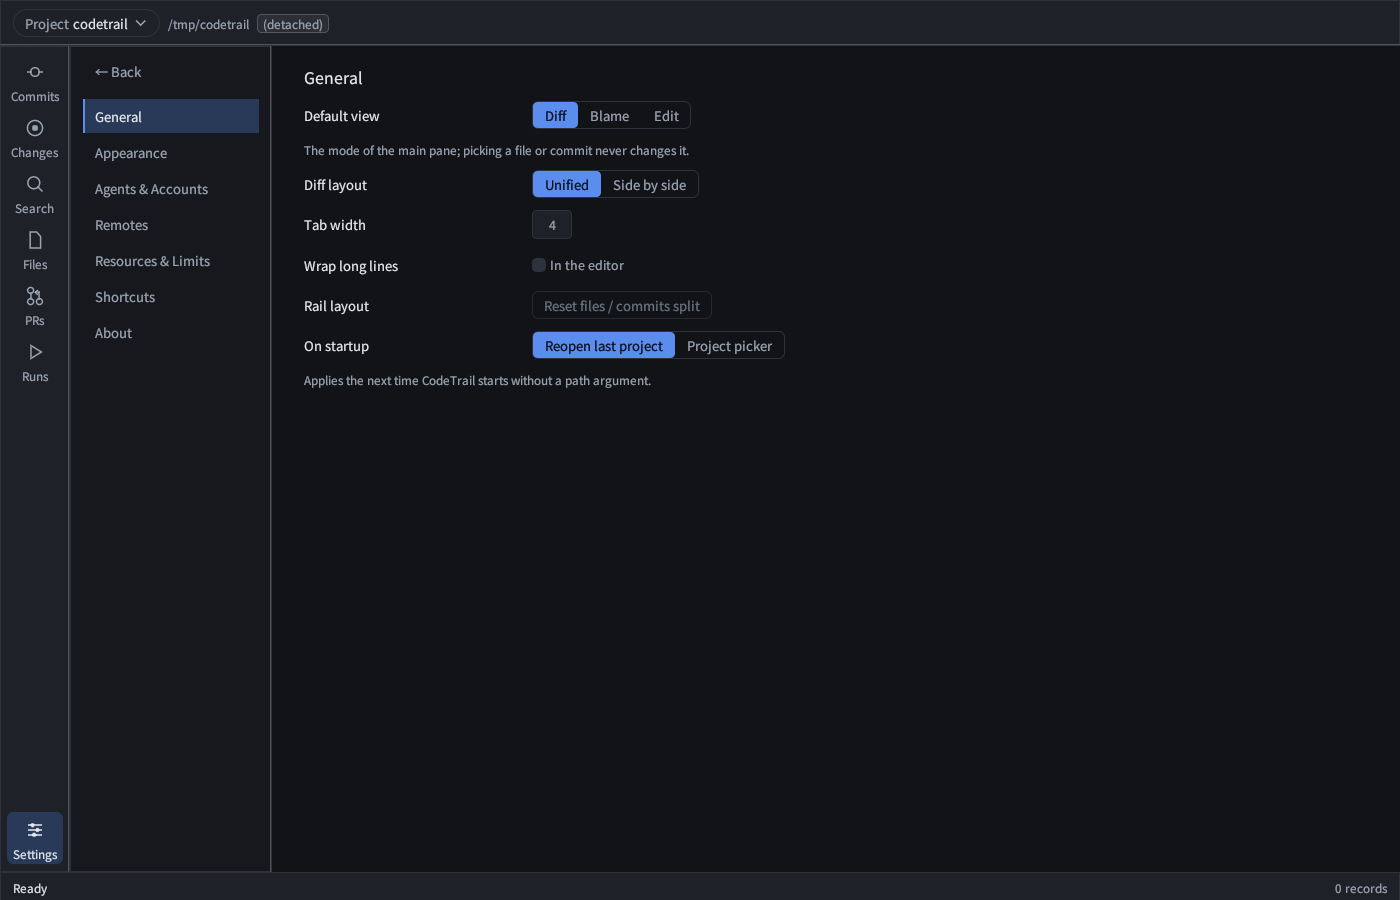 Project codetrail /tmp/codetrail (detached)
Commits
Changes
Search
Files
PRs
Runs
Settings
← Back
General
Appearance
Agents & Accounts
Remotes
Resources & Limits
Shortcuts
About
General
Default view Diff Blame Edit
The mode of the main pane; picking a file or commit never changes it.
Diff layout Unified Side by side
Tab width 4
Wrap long lines In the editor
Rail layout Reset files / commits split
On startup Reopen last project Project picker
Applies the next time CodeTrail starts without a path argument.
Ready 0 records